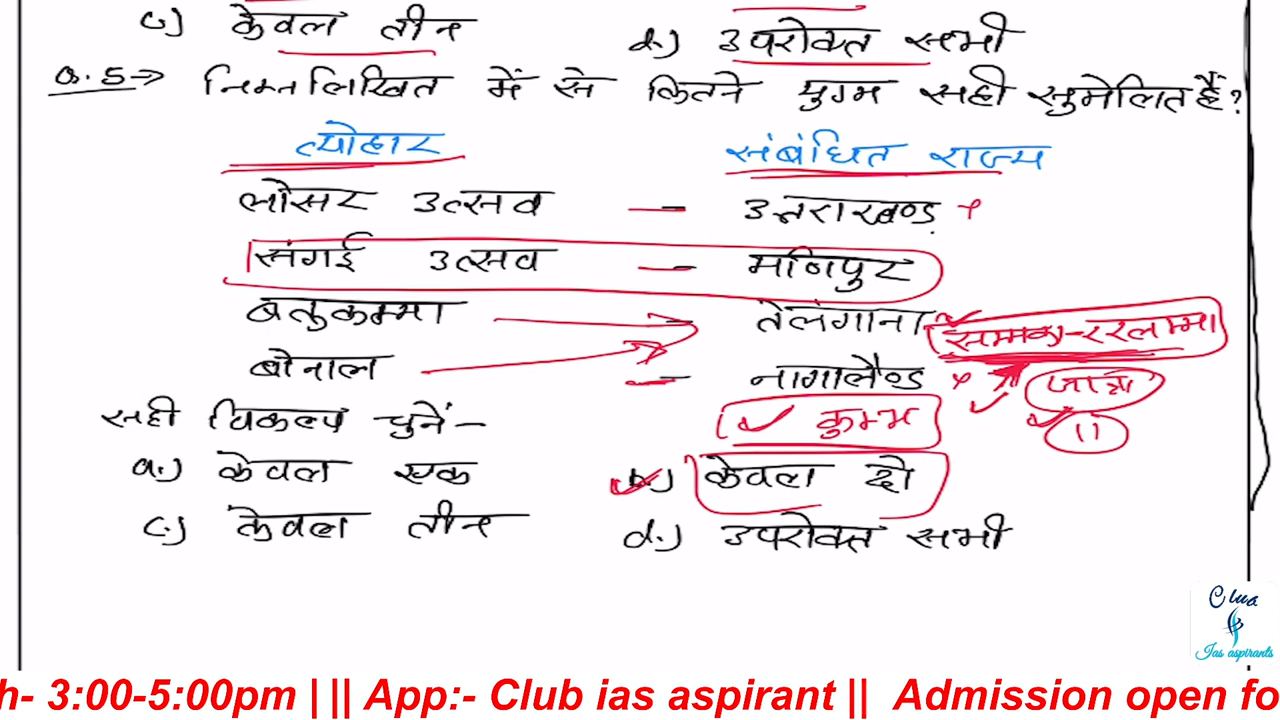 c) केवल तीन d.) उपरोक्त सभी
Q.5→ निम्नलिखित में से कितने युग्म सही सुमेलित हैं?
त्योहार संबंधित राज्य
लोसर उत्सव - उत्तराखण्ड
संगई उत्सव - मणिपुर
बतुकम्मा - तेलंगाना सम्मक्का-सरलम्मा
बोनाल - नागालैण्ड जात्रा
सही विकल्प चुनें- कुम्भ 11
a.) केवल एक b.) केवल दो
c.) केवल तीन d.) उपरोक्त सभी
Club
Ias aspirants
h- 3:00-5:00pm | || App:- Club ias aspirant || Admission open fo